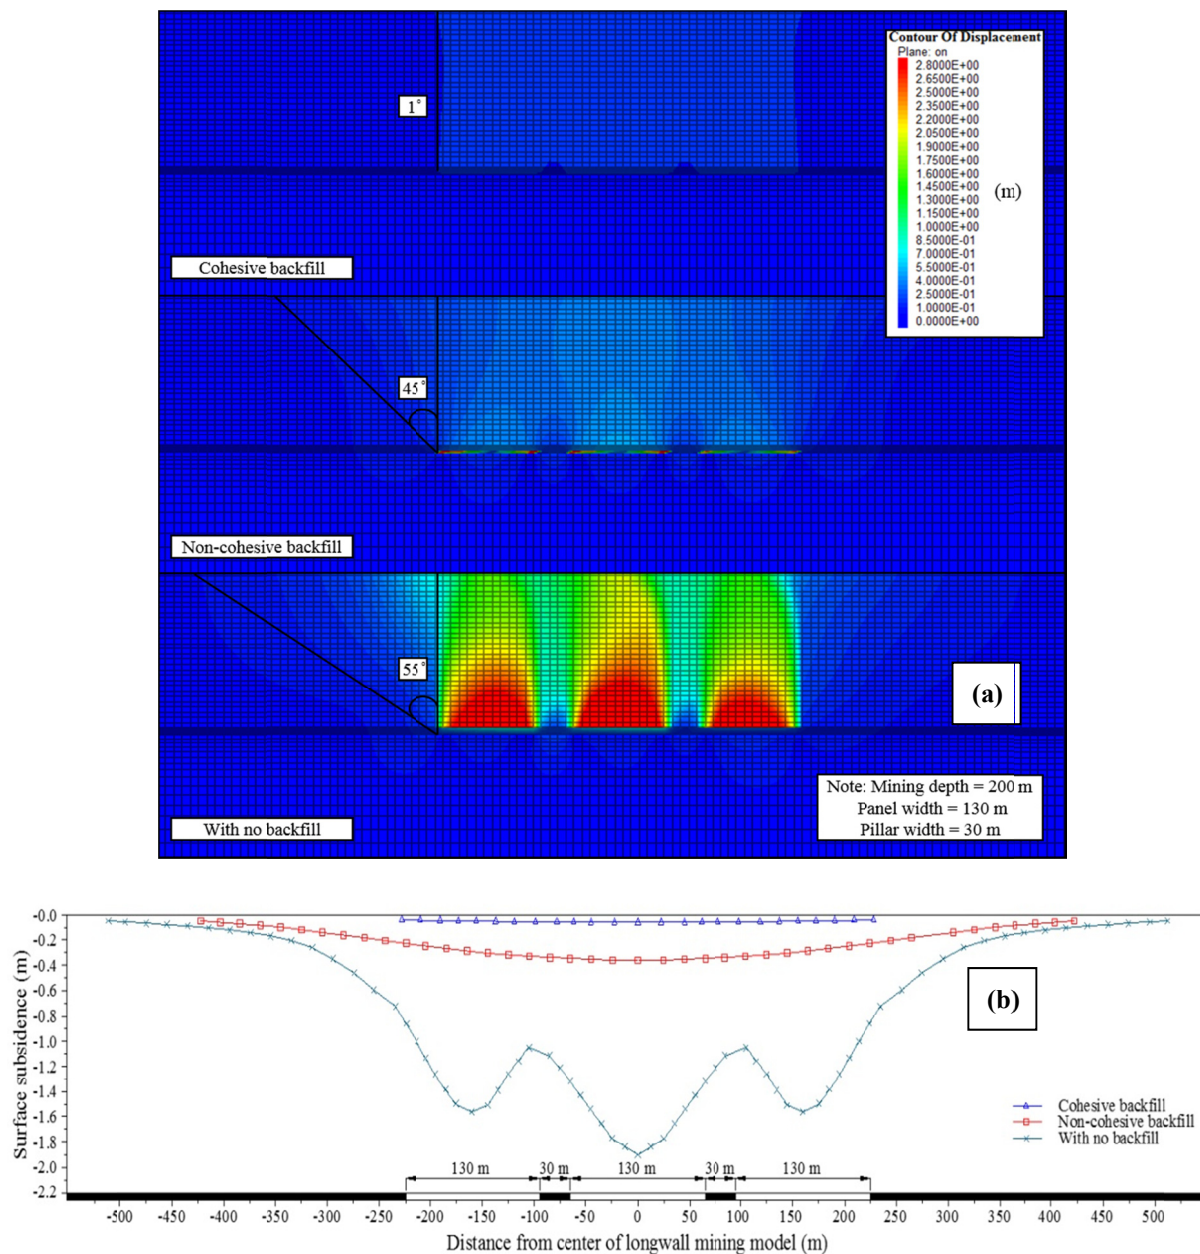 Contour Of Displacement
Plane: on
2.8000E+00
2.6500E+00
2.5000E+00
2.3500E+00
2.2000E+00
2.0500E+00
1.9000E+00
1.7500E+00
1.6000E+00
1.4500E+00
1.3000E+00
1.1500E+00
1.0000E+00
8.5000E-01
7.0000E-01
5.5000E-01
4.0000E-01
2.5000E-01
1.0000E-01
0.0000E+00
(m)
1°
Cohesive backfill
45°
Non-cohesive backfill
55°
(a)
Note: Mining depth = 200 m
Panel width = 130 m
Pillar width = 30 m
With no backfill
Surface subsidence (m)
-0.0
-0.2
-0.4
-0.6
-0.8
-1.0
-1.2
-1.4
-1.6
-1.8
-2.0
-2.2
(b)
Cohesive backfill
Non-cohesive backfill
With no backfill
130 m 30 m 130 m 30 m 130 m
-500 -450 -400 -350 -300 -250 -200 -150 -100 -50 0 50 100 150 200 250 300 350 400 450 500
Distance from center of longwall mining model (m)